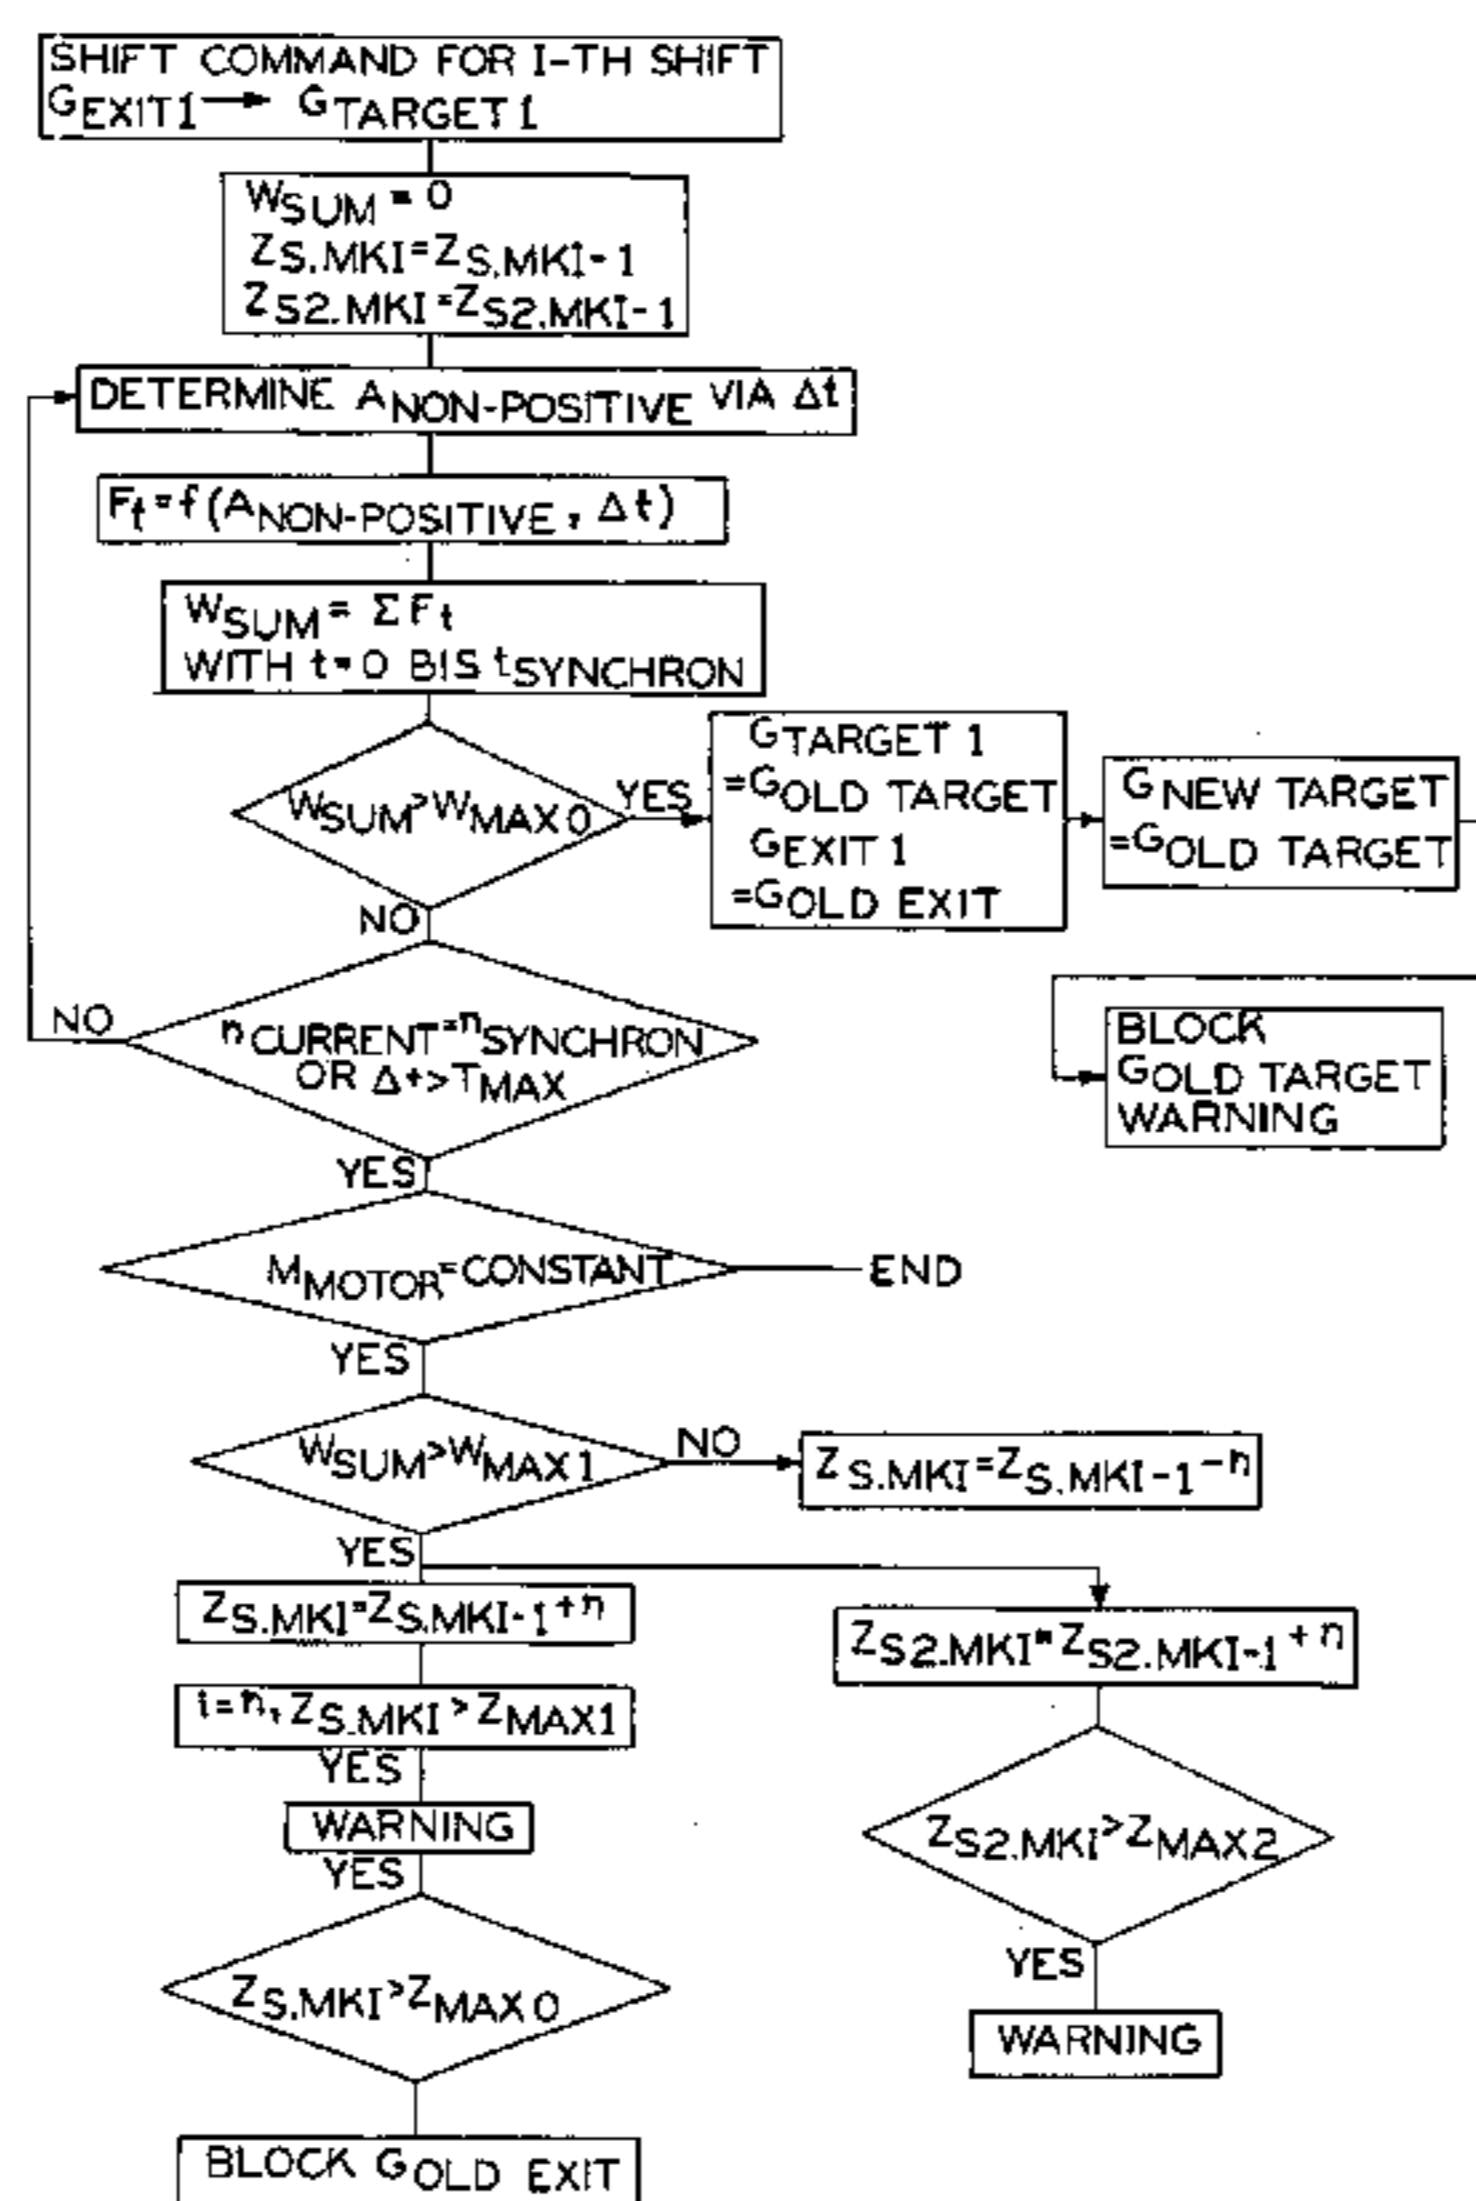 SHIFT COMMAND FOR I-TH SHIFT
GEXIT1 → GTARGET1
WSUM = 0
ZS.MKI=ZS.MKI-1
ZS2.MKI=ZS2.MKI-1
DETERMINE ANON-POSITIVE VIA Δt
Ft=f(ANON-POSITIVE, Δt)
WSUM= ΣFt
WITH t=0 BIS tSYNCHRON
WSUM>WMAX0
YES
GTARGET 1
=GOLD TARGET
GEXIT 1
=GOLD EXIT
GNEW TARGET
=GOLD TARGET
NO
nCURRENT=nSYNCHRON
OR Δt>TMAX
NO
BLOCK
GOLD TARGET
WARNING
YES
MMOTOR=CONSTANT
END
YES
WSUM>WMAX1
NO
ZS.MKI=ZS.MKI-1-n
YES
ZS.MKI=ZS.MKI-1+n
ZS2.MKI=ZS2.MKI-1+n
i=n, ZS.MKI>ZMAX1
YES
WARNING
YES
ZS2.MKI>ZMAX2
ZS.MKI>ZMAX0
YES
WARNING
BLOCK GOLD EXIT